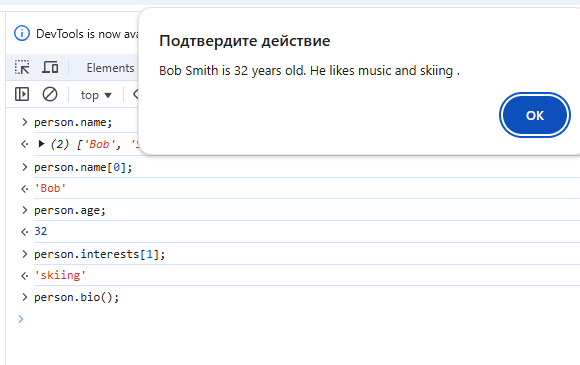 DevTools is now ava
Подтвердите действие
Bob Smith is 32 years old. He likes music and skiing .
OK
Elements
top
person.name;
(2) ['Bob', '
person.name[0];
'Bob'
person.age;
32
person.interests[1];
'skiing'
person.bio();